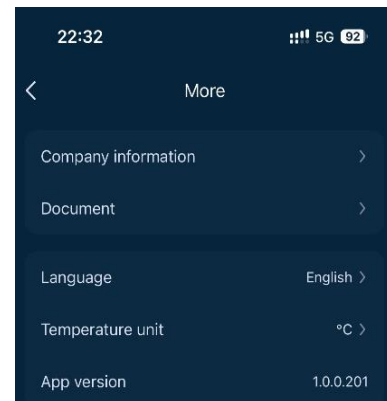 22:32 5G 92
More
Company information
Document
Language English
Temperature unit °C
App version 1.0.0.201